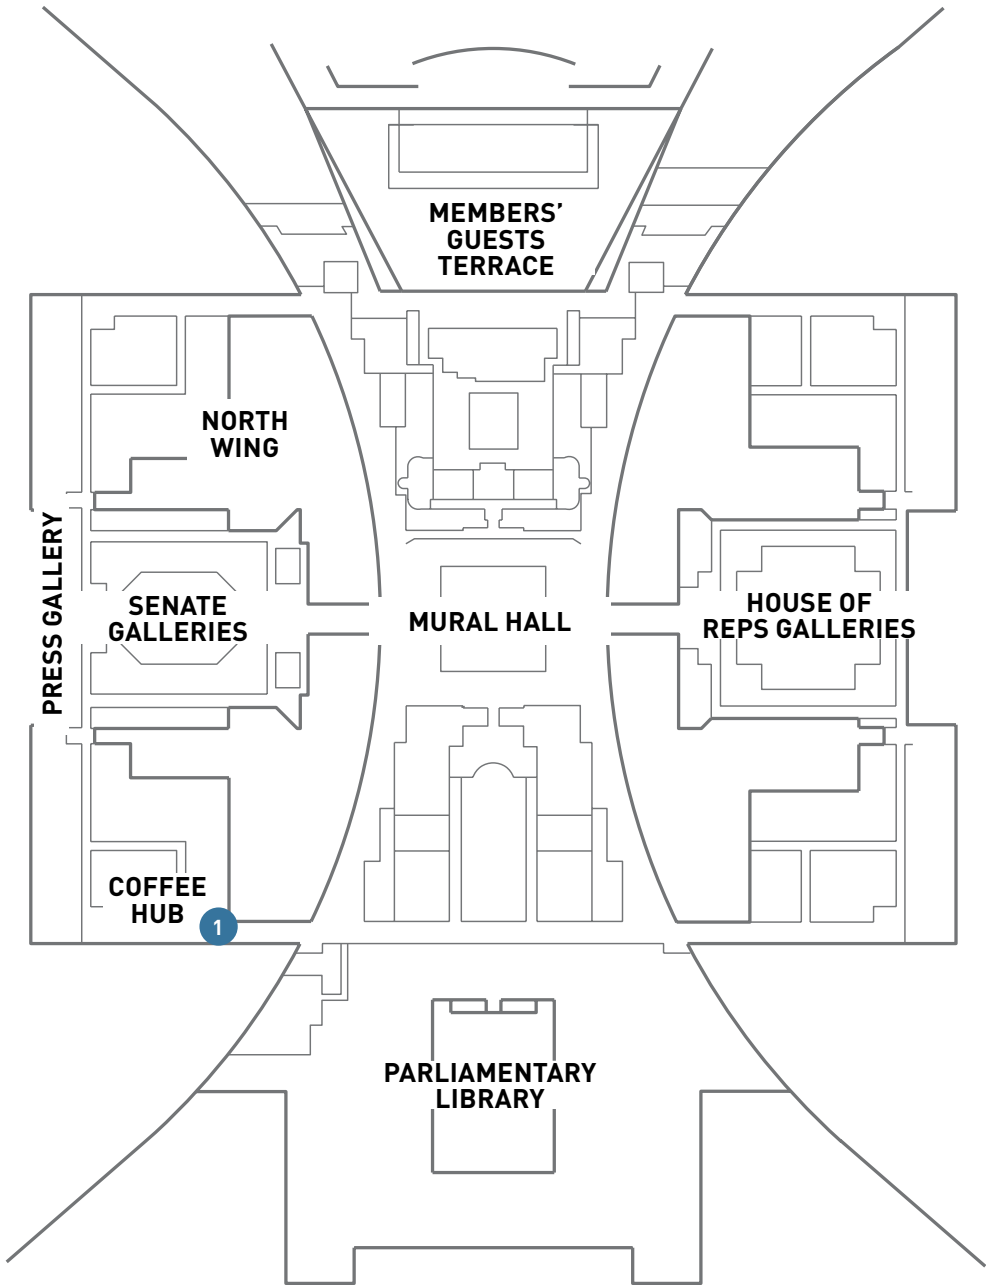 MEMBERS’
GUESTS
TERRACE
NORTH
WING
PRESS GALLERY
SENATE
GALLERIES
MURAL HALL
HOUSE OF
REPS GALLERIES
COFFEE
HUB
1
PARLIAMENTARY
LIBRARY